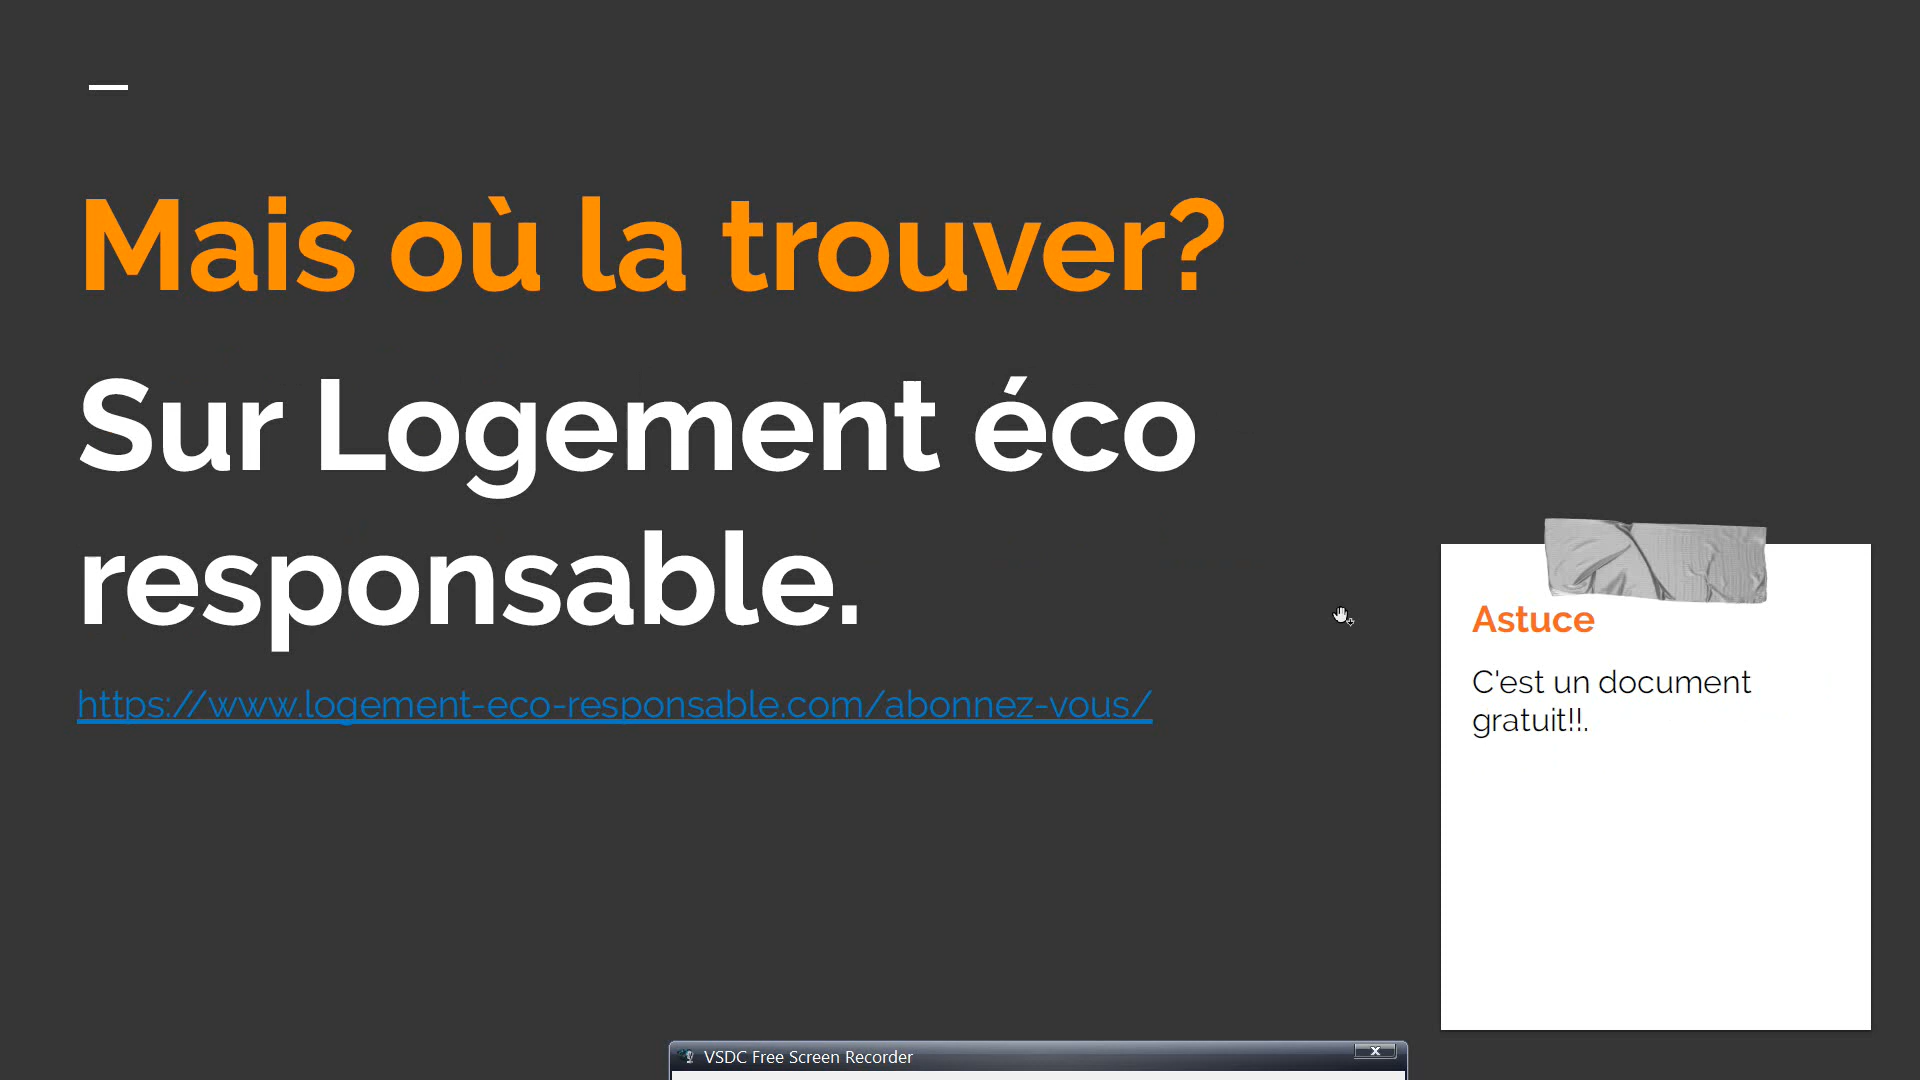 Mais où la trouver?
Sur Logement éco
responsable.
https://www.logement-eco-responsable.com/abonnez-vous/
Astuce
C'est un document
gratuit!!.
VSDC Free Screen Recorder